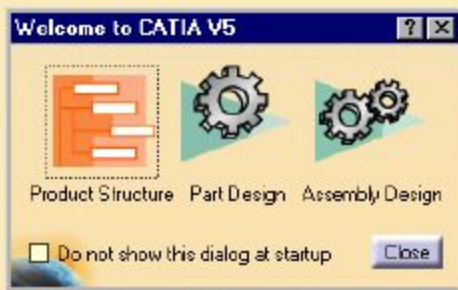 Welcome to CATIA V5
Product Structure Part Design Assembly Design
Do not show this dialog at startup Close